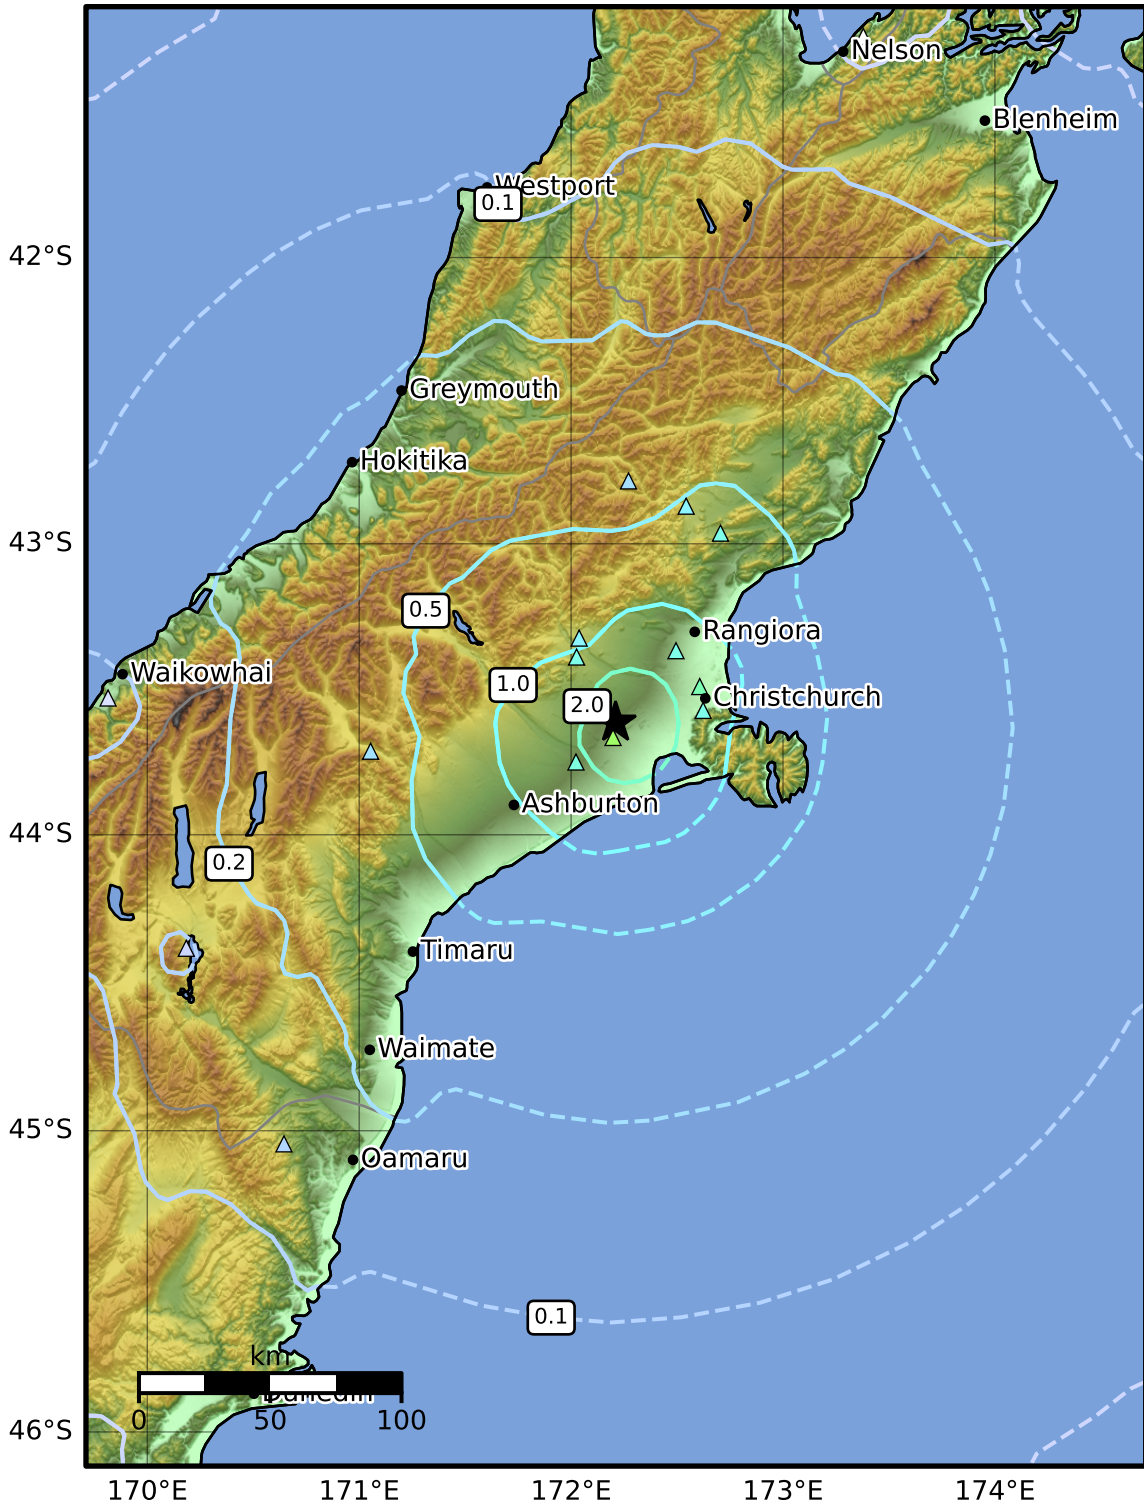 Nelson
Blenheim
Westport
0.1
42°S
Greymouth
Hokitika
43°S
0.5
Rangiora
Waikowhai
1.0
Christchurch
2.0
Ashburton
44°S
0.2
Timaru
Waimate
45°S
Oamaru
0.1
km
Dunedin
0 50 100
46°S
170°E 171°E 172°E 173°E 174°E